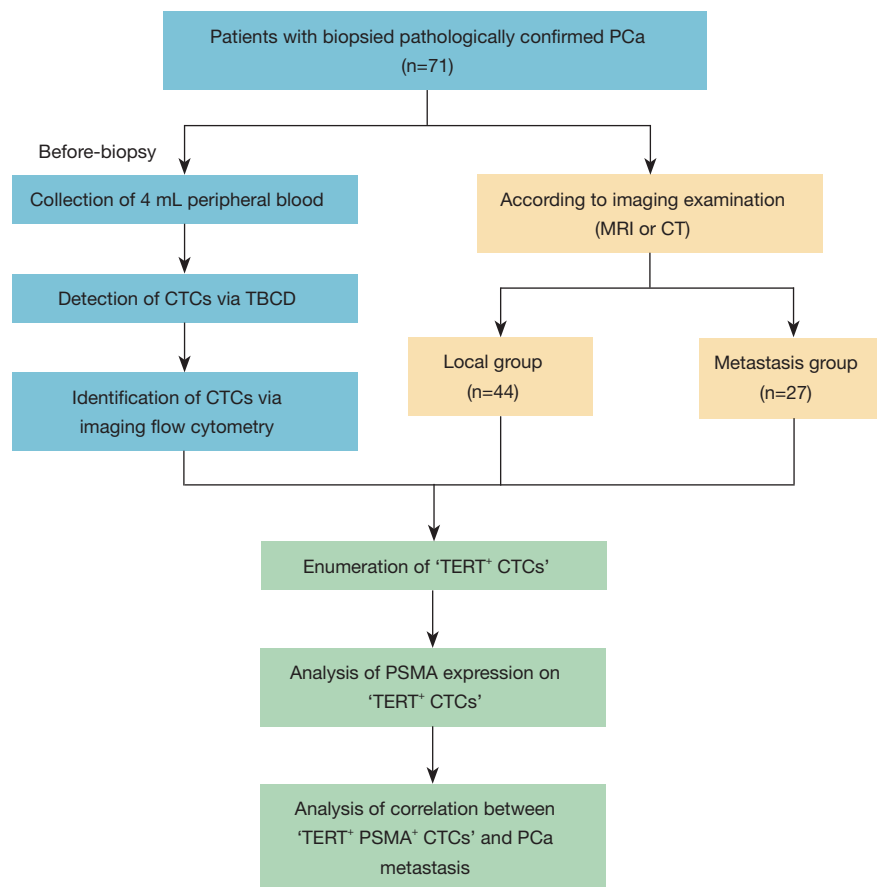 Patients with biopsied pathologically confirmed PCa
(n=71)
Before-biopsy
Collection of 4 mL peripheral blood
Detection of CTCs via TBCD
Identification of CTCs via
imaging flow cytometry
According to imaging examination
(MRI or CT)
Local group
(n=44)
Metastasis group
(n=27)
Enumeration of ‘TERT⁺ CTCs’
Analysis of PSMA expression on
‘TERT⁺ CTCs’
Analysis of correlation between
‘TERT⁺ PSMA⁺ CTCs’ and PCa
metastasis